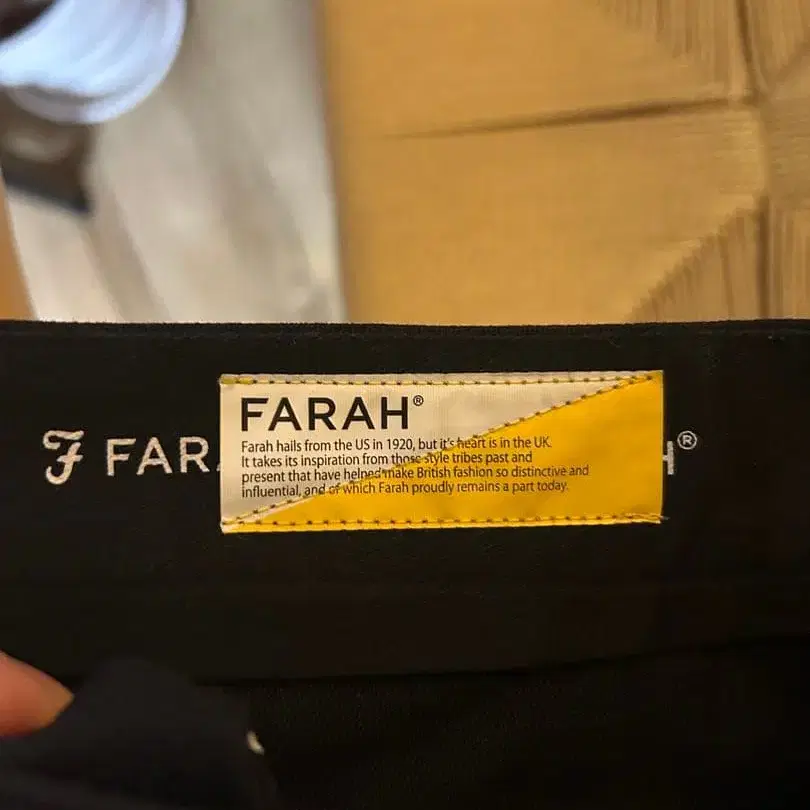 FARAH®
Farah hails from the US in 1920, but it's heart is in the UK.
It takes its inspiration from those style tribes past and
present that have helped make British fashion so distinctive and
influential, and of which Farah proudly remains a part today.
F FAR H®